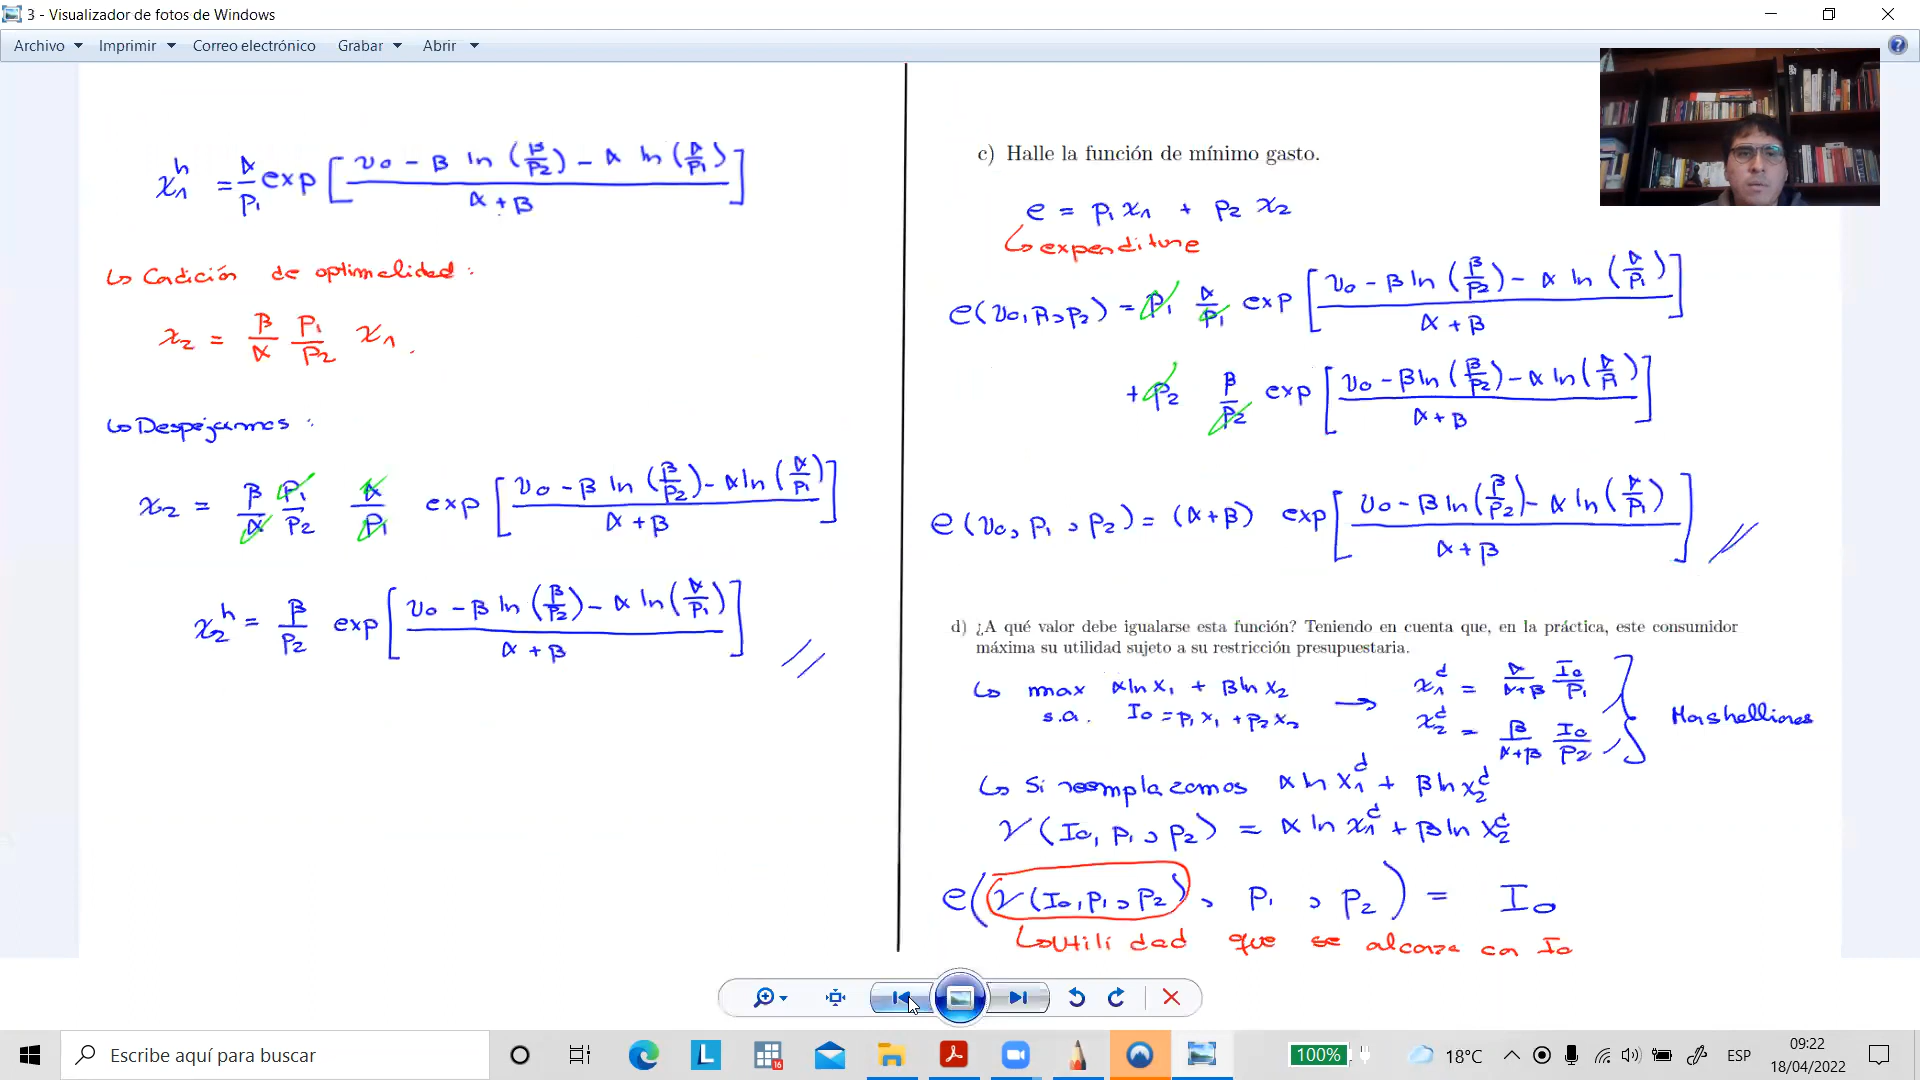 3 - Visualizador de fotos de Windows
Archivo Imprimir Correo electrónico Grabar Abrir
x₁ʰ = α/p₁ exp [ (v₀ - β ln (β/p₂) - α ln (α/p₁)) / (α + β) ]
↳ Condición de optimalidad:
x₂ = β/α p₁/p₂ x₁.
↳ Despejamos:
x₂ = β/α p₁/p₂ α/p₁ exp [ (v₀ - β ln (β/p₂) - α ln (α/p₁)) / (α + β) ]
x₂ʰ = β/p₂ exp [ (v₀ - β ln (β/p₂) - α ln (α/p₁)) / (α + β) ] //
c) Halle la función de mínimo gasto.
e = p₁ x₁ + p₂ x₂
↳ expenditure
e(v₀, p₁, p₂) = p₁ α/p₁ exp [ (v₀ - β ln (β/p₂) - α ln (α/p₁)) / (α + β) ]
+ p₂ β/p₂ exp [ (v₀ - β ln (β/p₂) - α ln (α/p₁)) / (α + β) ]
e(v₀, p₁, p₂) = (α+β) exp [ (v₀ - β ln (β/p₂) - α ln (α/p₁)) / (α + β) ] //
d) ¿A qué valor debe igualarse esta función? Teniendo en cuenta que, en la práctica, este consumidor
máxima su utilidad sujeto a su restricción presupuestaria.
↳ max α ln x₁ + β ln x₂ → x₁ᵈ = α/(α+β) I₀/p₁
s.a. I₀ = p₁ x₁ + p₂ x₂ x₂ᵈ = β/(α+β) I₀/p₂ } Marshallianas
↳ Si reemplazamos α ln x₁ᵈ + β ln x₂ᵈ
v(I₀, p₁, p₂) = α ln x₁ᵈ + β ln x₂ᵈ
e(v(I₀, p₁, p₂), p₁, p₂) = I₀
↳ Utilidad que se alcanza con I₀
Escribe aquí para buscar
L
16
100%
18°C
ESP
09:22
18/04/2022